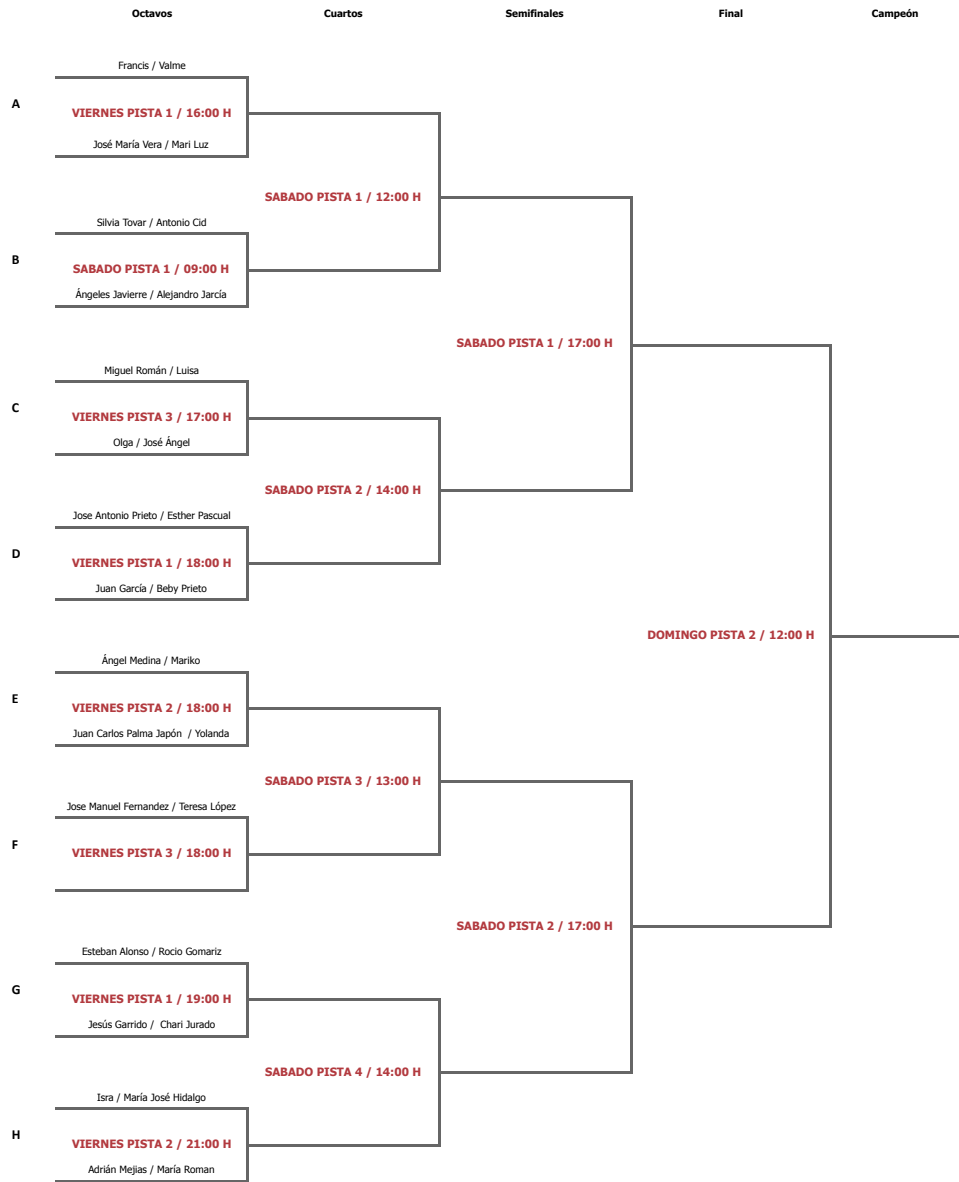 Octavos Cuartos Semifinales Final Campeón
Francis / Valme
A
VIERNES PISTA 1 / 16:00 H
José María Vera / Mari Luz
SABADO PISTA 1 / 12:00 H
Silvia Tovar / Antonio Cid
B
SABADO PISTA 1 / 09:00 H
Ángeles Javierre / Alejandro Jarcía
SABADO PISTA 1 / 17:00 H
Miguel Román / Luisa
C
VIERNES PISTA 3 / 17:00 H
Olga / José Ángel
SABADO PISTA 2 / 14:00 H
Jose Antonio Prieto / Esther Pascual
D
VIERNES PISTA 1 / 18:00 H
Juan García / Beby Prieto
DOMINGO PISTA 2 / 12:00 H
Ángel Medina / Mariko
E
VIERNES PISTA 2 / 18:00 H
Juan Carlos Palma Japón / Yolanda
SABADO PISTA 3 / 13:00 H
Jose Manuel Fernandez / Teresa López
F
VIERNES PISTA 3 / 18:00 H
SABADO PISTA 2 / 17:00 H
Esteban Alonso / Rocio Gomariz
G
VIERNES PISTA 1 / 19:00 H
Jesús Garrido / Chari Jurado
SABADO PISTA 4 / 14:00 H
Isra / María José Hidalgo
H
VIERNES PISTA 2 / 21:00 H
Adrián Mejias / María Roman